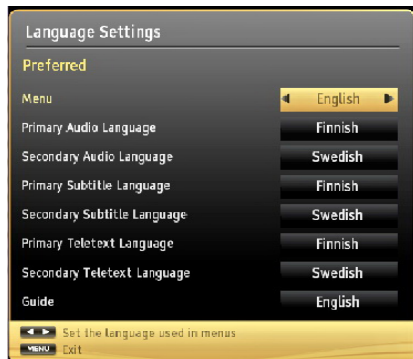 Language Settings
Preferred
Menu English
Primary Audio Language Finnish
Secondary Audio Language Swedish
Primary Subtitle Language Finnish
Secondary Subtitle Language Swedish
Primary Teletext Language Finnish
Secondary Teletext Language Swedish
Guide English
Set the language used in menus
MENU Exit